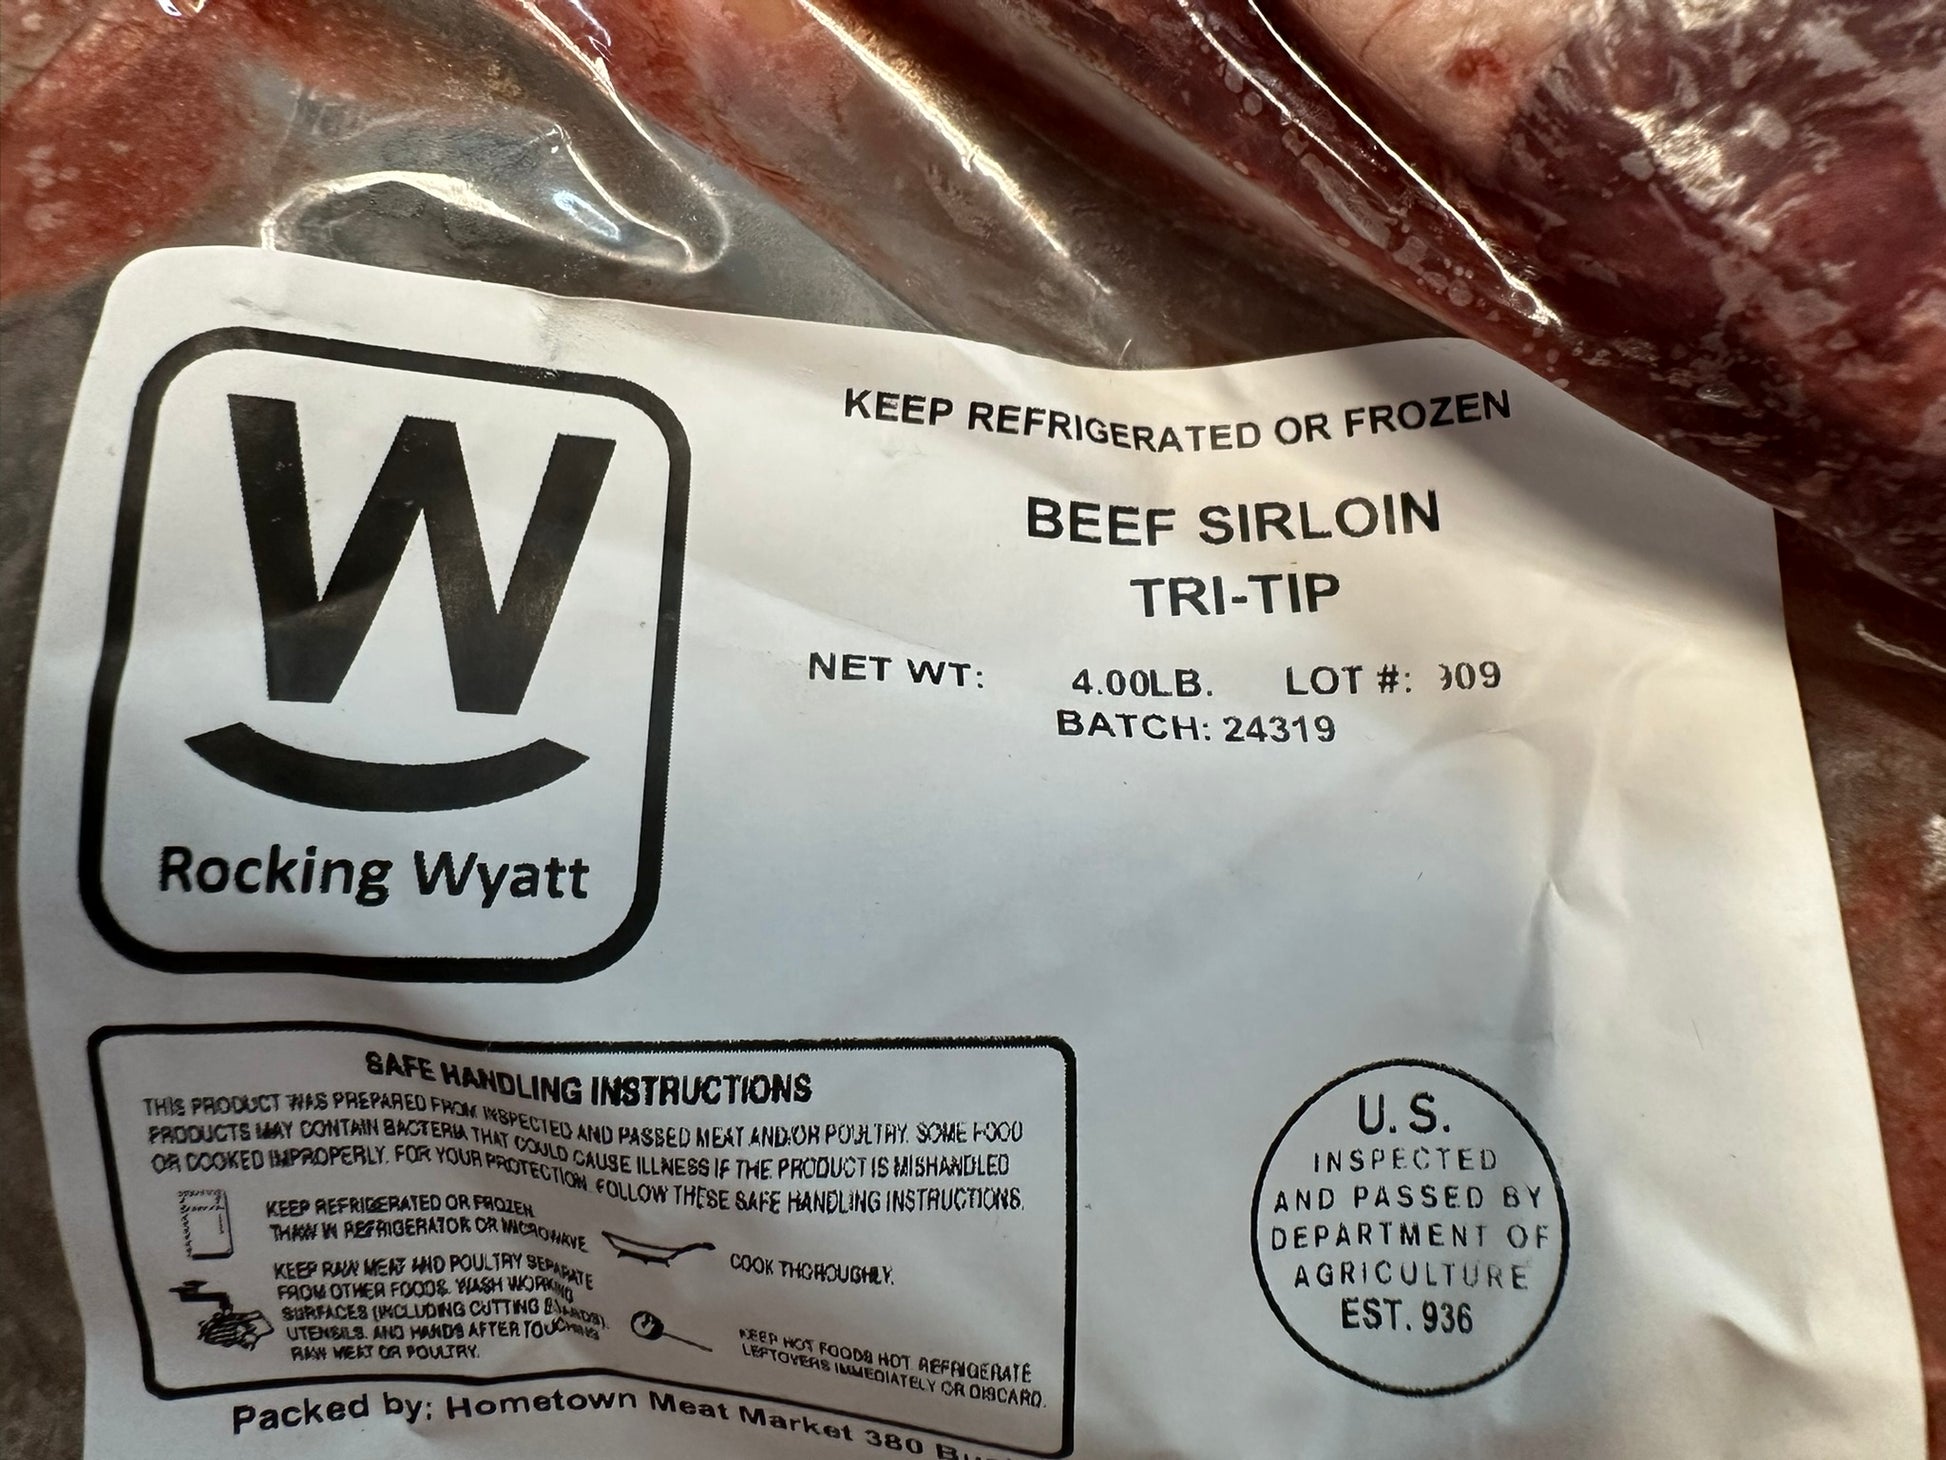 W
Rocking Wyatt
KEEP REFRIGERATED OR FROZEN
BEEF SIRLOIN
TRI-TIP
NET WT: 4.00LB. LOT #: 909
BATCH: 24319
SAFE HANDLING INSTRUCTIONS
THIS PRODUCT WAS PREPARED FROM INSPECTED AND PASSED MEAT AND/OR POULTRY. SOME FOOD
PRODUCTS MAY CONTAIN BACTERIA THAT COULD CAUSE ILLNESS IF THE PRODUCT IS MISHANDLED
OR COOKED IMPROPERLY. FOR YOUR PROTECTION, FOLLOW THESE SAFE HANDLING INSTRUCTIONS.
KEEP REFRIGERATED OR FROZEN.
THAW IN REFRIGERATOR OR MICROWAVE
KEEP RAW MEAT AND POULTRY SEPARATE
FROM OTHER FOODS. WASH WORKING
SURFACES (INCLUDING CUTTING BOARDS).
UTENSILS. AND HANDS AFTER TOUCHING
RAW MEAT OR POULTRY.
COOK THOROUGHLY.
KEEP HOT FOODS HOT REFRIGERATE
LEFTOVERS IMMEDIATELY OR DISCARD.
U.S.
INSPECTED
AND PASSED BY
DEPARTMENT OF
AGRICULTURE
EST. 936
Packed by: Hometown Meat Market 380